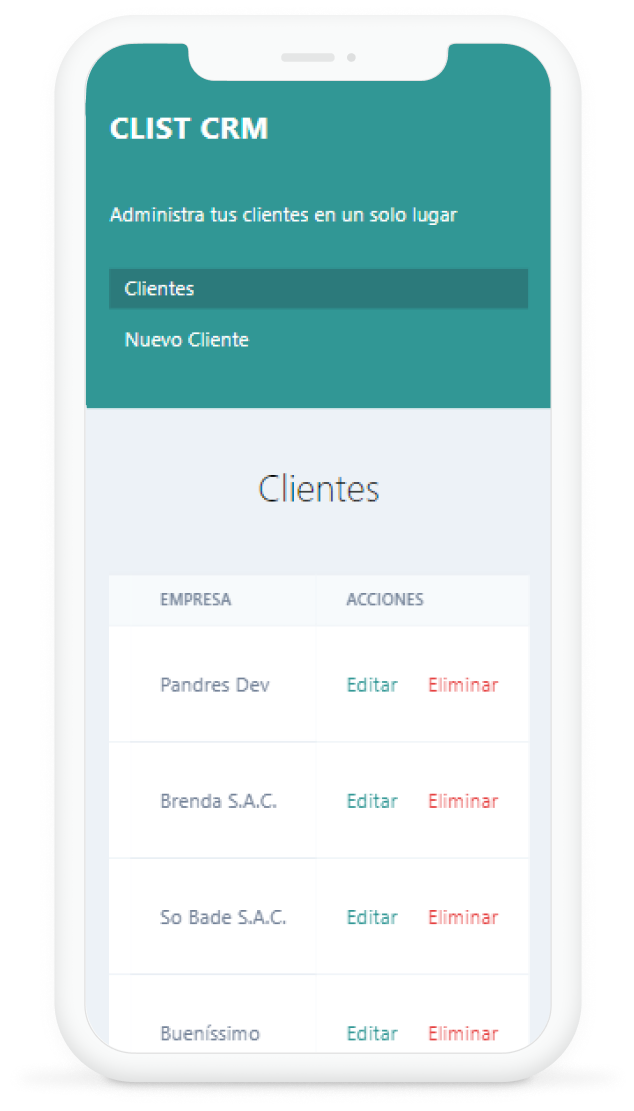 CLIST CRM
Administra tus clientes en un solo lugar
Clientes
Nuevo Cliente
Clientes
EMPRESA ACCIONES
Pandres Dev Editar Eliminar
Brenda S.A.C. Editar Eliminar
So Bade S.A.C. Editar Eliminar
Bueníssimo Editar Eliminar